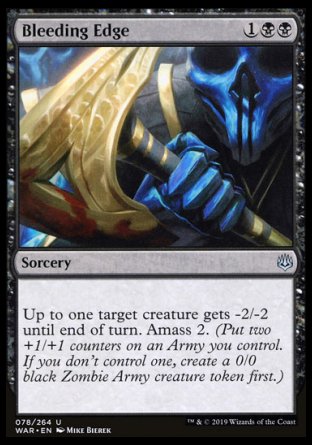 Bleeding Edge 1
Sorcery
Up to one target creature gets -2/-2
until end of turn. Amass 2. (Put two
+1/+1 counters on an Army you control.
If you don't control one, create a 0/0
black Zombie Army creature token first.)
078/264 U
WAR • EN Mike Bierek ™ & © 2019 Wizards of the Coast